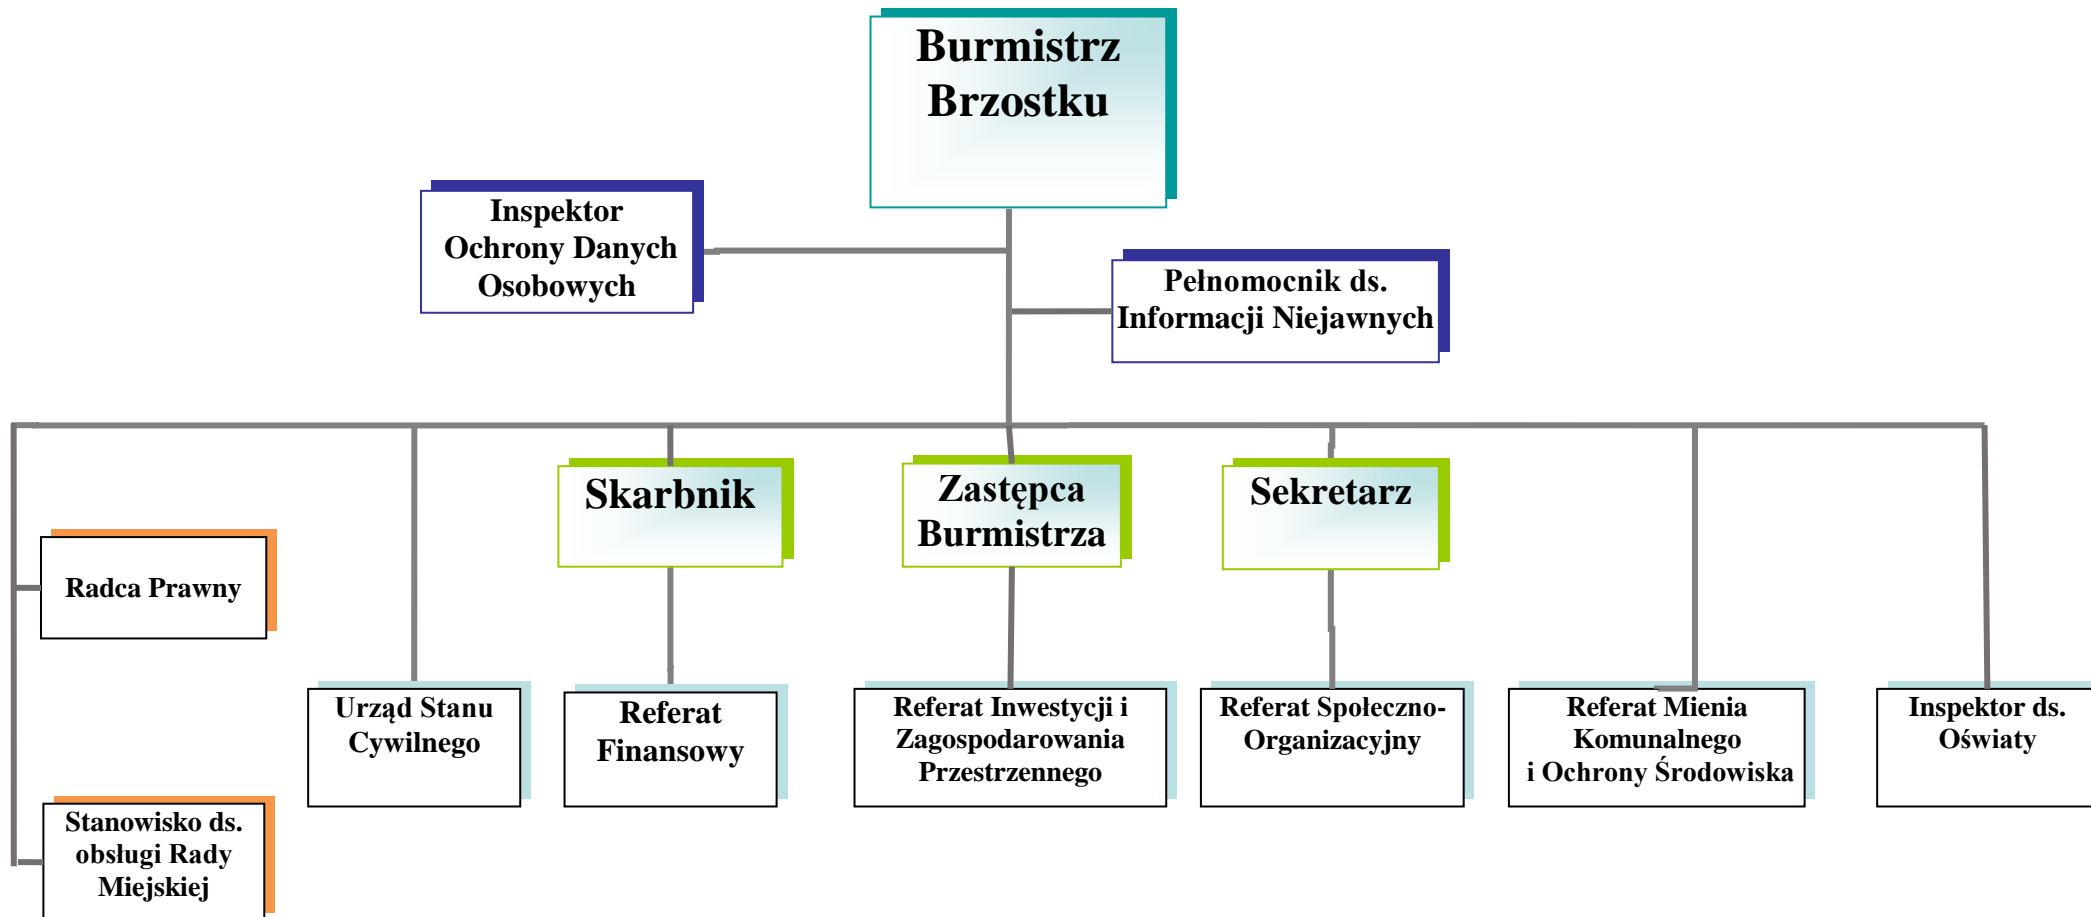 Burmistrz
Brzostku
Inspektor
Ochrony Danych
Osobowych
Pełnomocnik ds.
Informacji Niejawnych
Skarbnik
Zastępca
Burmistrza
Sekretarz
Radca Prawny
Urząd Stanu
Cywilnego
Referat
Finansowy
Referat Inwestycji i
Zagospodarowania
Przestrzennego
Referat Społeczno-
Organizacyjny
Referat Mienia
Komunalnego
i Ochrony Środowiska
Inspektor ds.
Oświaty
Stanowisko ds.
obsługi Rady
Miejskiej